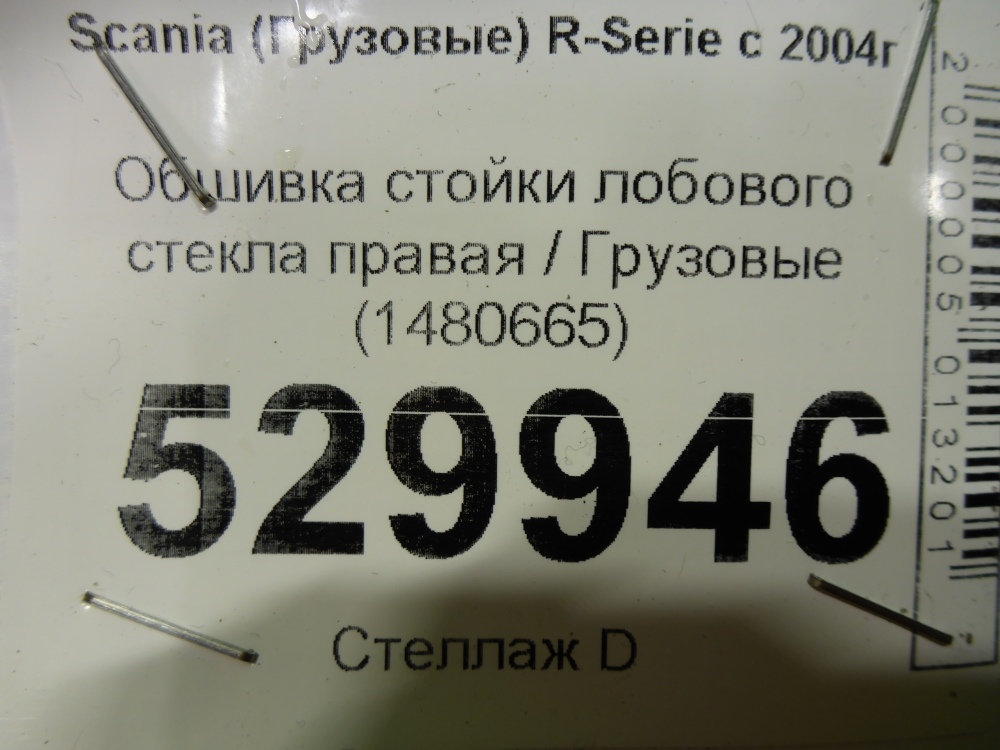 Scania (Грузовые) R-Serie с 2004г
Обшивка стойки лобового
стекла правая / Грузовые
(1480665)
529946
Стеллаж D
2000005013201